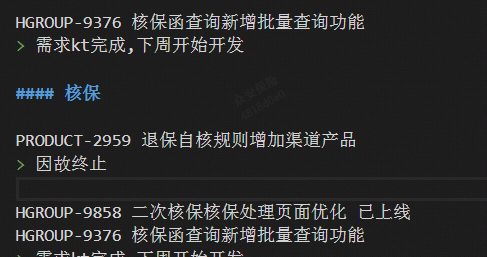 HGROUP-9376 核保函查询新增批量查询功能
> 需求kt完成,下周开始开发
#### 核保
PRODUCT-2959 退保自核规则增加渠道产品
> 因故终止
HGROUP-9858 二次核保核保处理页面优化 已上线
HGROUP-9376 核保函查询新增批量查询功能
> 需求kt完成,下周开始开发